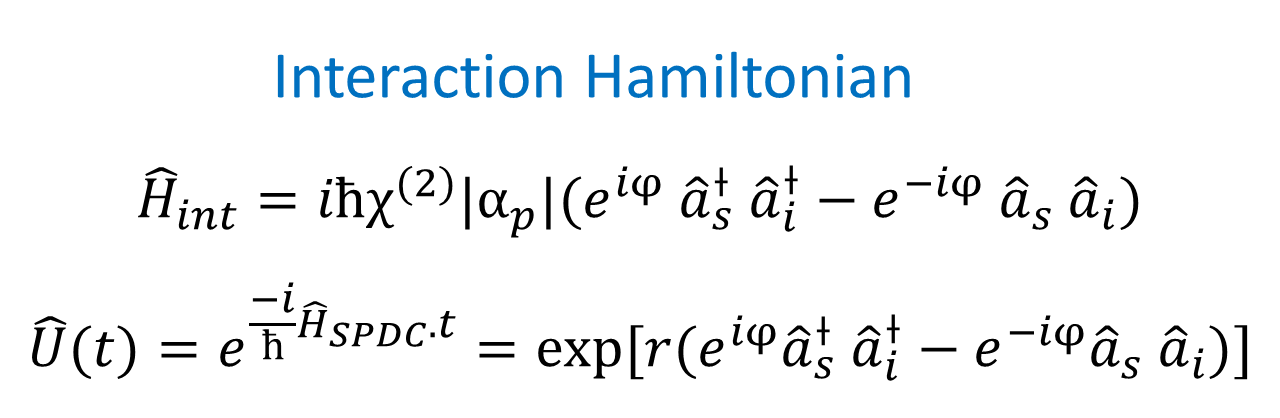 Interaction Hamiltonian
Ĥ_int = iħχ^(2)|α_p|(e^{iφ} â_s^† â_i^† − e^{−iφ} â_s â_i)
Û(t) = e^{\frac{−i}{ħ}Ĥ_SPDC.t} = exp[r(e^{iφ}â_s^† â_i^† − e^{−iφ}â_s â_i)]